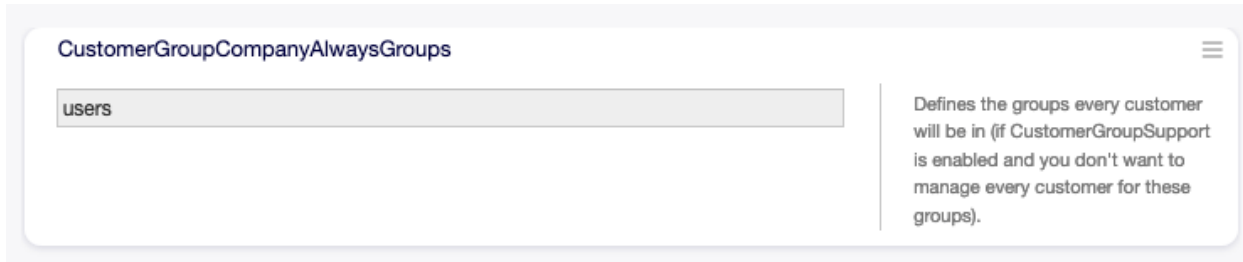 CustomerGroupCompanyAlwaysGroups
users
Defines the groups every customer
will be in (if CustomerGroupSupport
is enabled and you don't want to
manage every customer for these
groups).